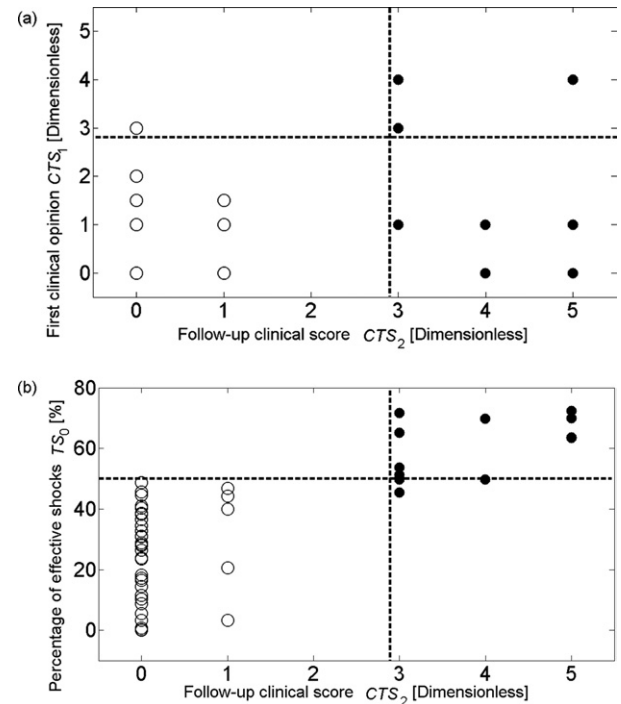 (a)
First clinical opinion CTS1 [Dimensionless]
5
4
3
2
1
0
0 1 2 3 4 5
Follow-up clinical score CTS2 [Dimensionless]
(b)
Percentage of effective shocks TS0 [%]
80
60
40
20
0
0 1 2 3 4 5
Follow-up clinical score CTS2 [Dimensionless]